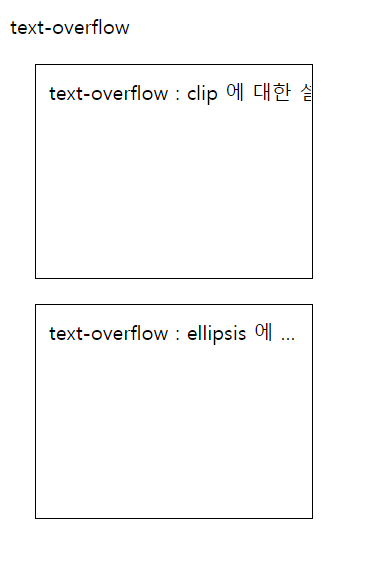 text-overflow
text-overflow : clip 에 대한
text-overflow : ellipsis 에 ...